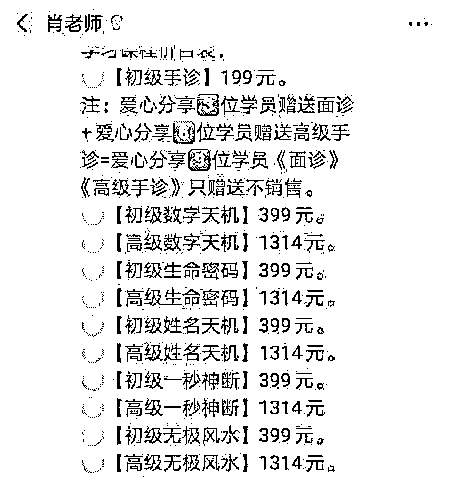 肖老师
学习课程价目表：
【初级手诊】199元。
注：爱心分享位学员赠送面诊
+爱心分享位学员赠送高级手
诊=爱心分享位学员《面诊》
《高级手诊》只赠送不销售。
【初级数字天机】399元。
【高级数字天机】1314元。
【初级生命密码】399元。
【高级生命密码】1314元。
【初级姓名天机】399元。
【高级姓名天机】1314元。
【初级一秒神断】399元。
【高级一秒神断】1314元
【初级无极风水】399元。
【高级无极风水】1314元。